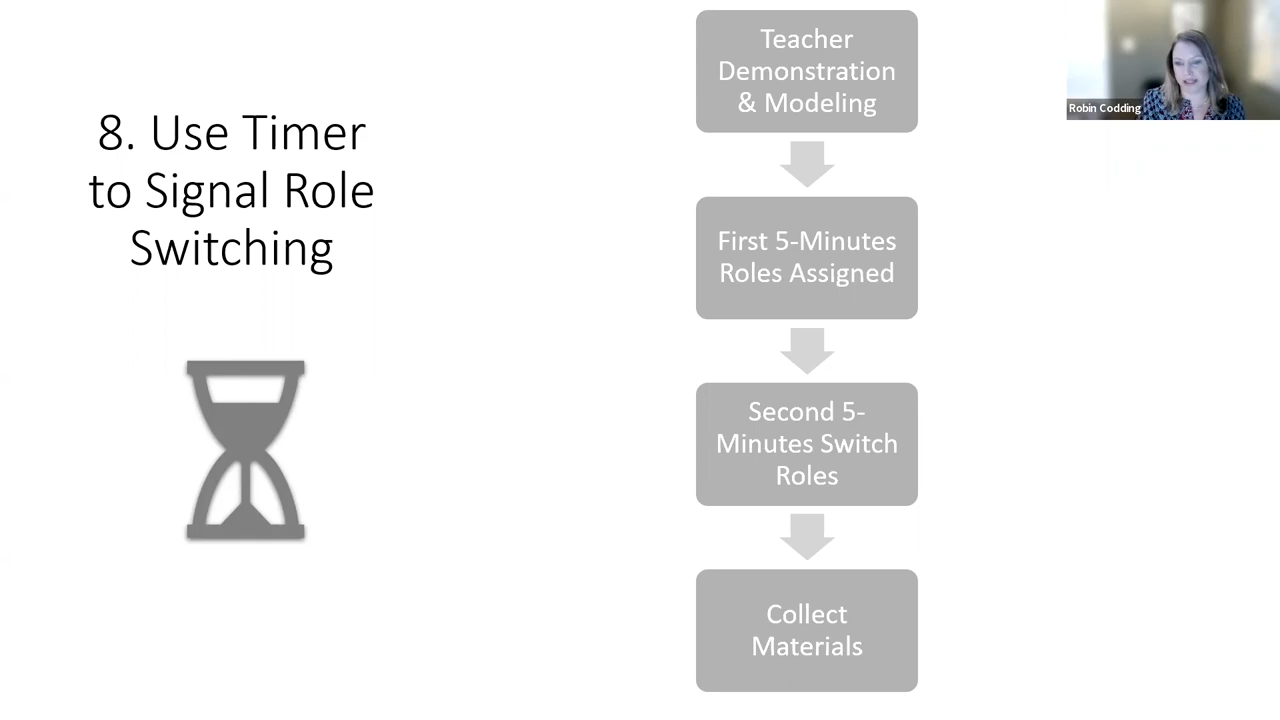 8. Use Timer
to Signal Role
Switching
Teacher
Demonstration
& Modeling
First 5-Minutes
Roles Assigned
Second 5-
Minutes Switch
Roles
Collect
Materials
Robin Codding